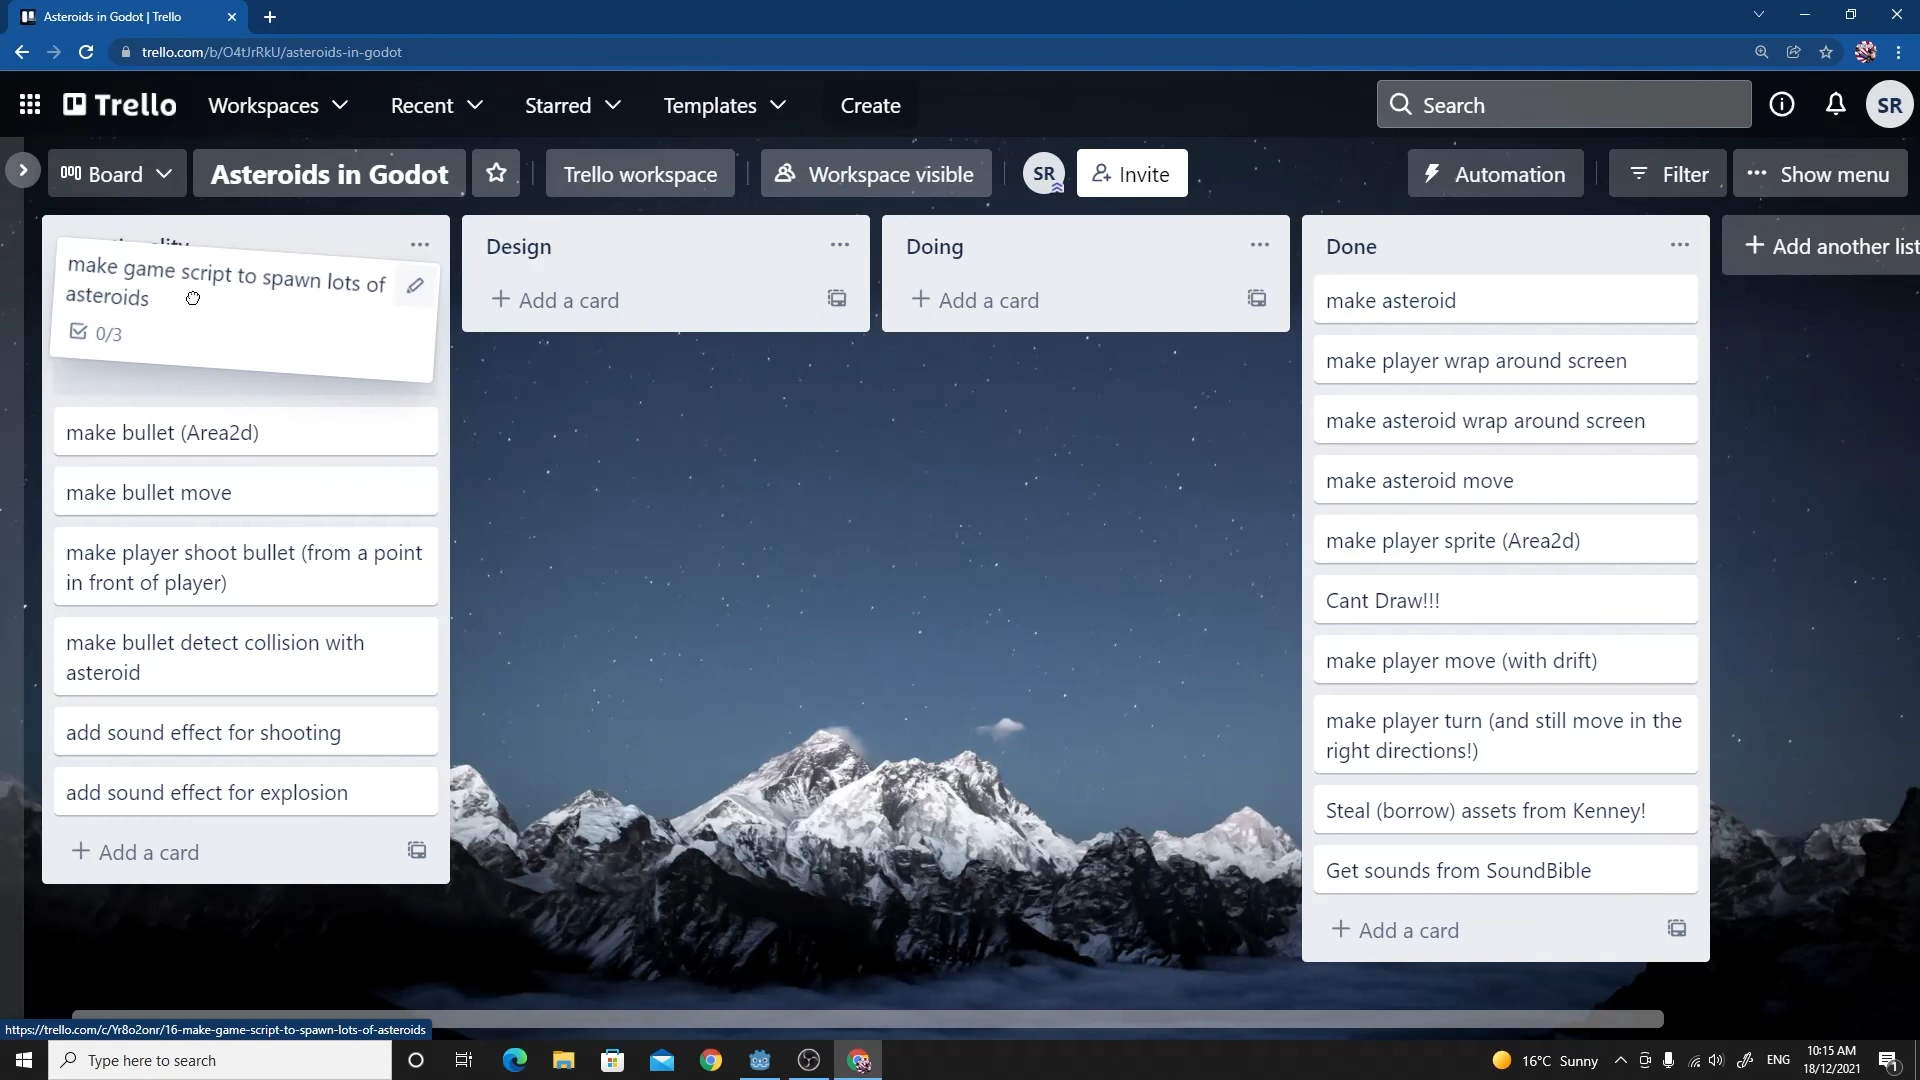 Asteroids in Godot | Trello
trello.com/b/O4tJrRkU/asteroids-in-godot
Trello
Workspaces
Recent
Starred
Templates
Create
Search
SR
Board
Asteroids in Godot
Trello workspace
Workspace visible
SR
Invite
Automation
Filter
Show menu
make game script to spawn lots of
asteroids
0/3
make bullet (Area2d)
make bullet move
make player shoot bullet (from a point
in front of player)
make bullet detect collision with
asteroid
add sound effect for shooting
add sound effect for explosion
Add a card
Design
Add a card
Doing
Add a card
Done
make asteroid
make player wrap around screen
make asteroid wrap around screen
make asteroid move
make player sprite (Area2d)
Cant Draw!!!
make player move (with drift)
make player turn (and still move in the
right directions!)
Steal (borrow) assets from Kenney!
Get sounds from SoundBible
Add a card
Add another list
https://trello.com/c/Yr8o2onr/16-make-game-script-to-spawn-lots-of-asteroids
Type here to search
16°C Sunny
ENG
10:15 AM
18/12/2021
1